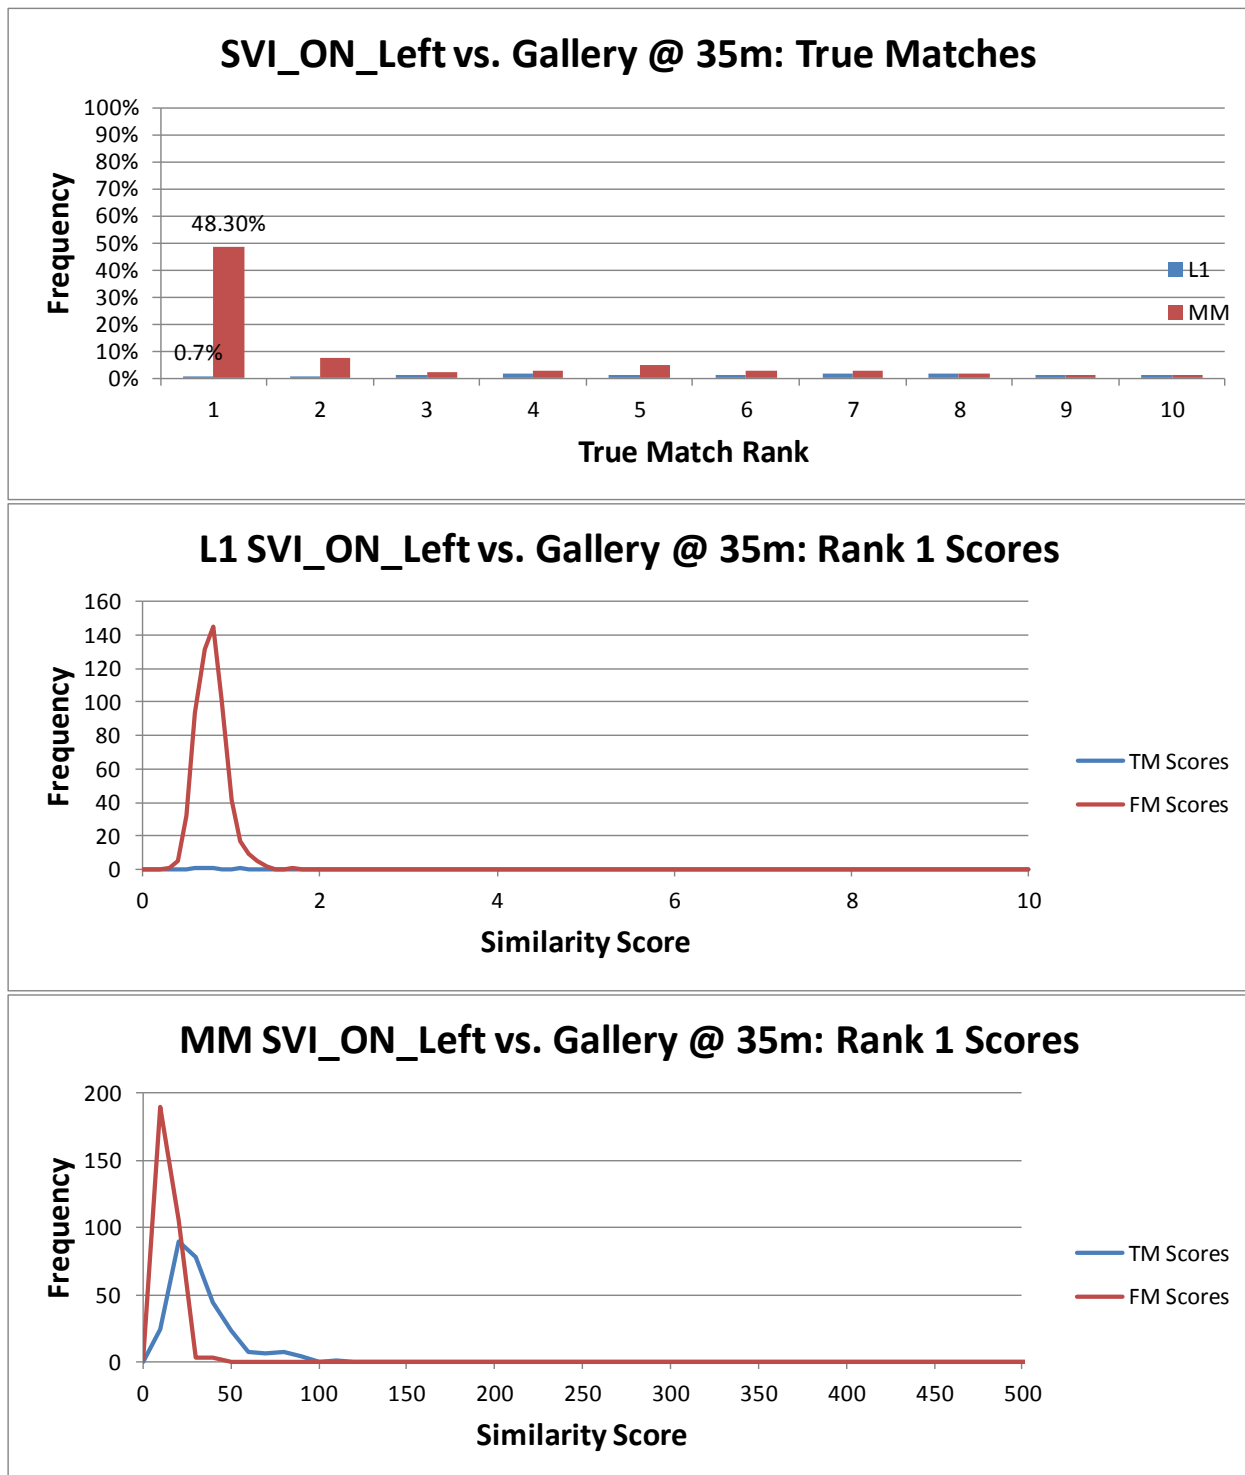 SVI_ON_Left vs. Gallery @ 35m: True Matches
100%
90%
80%
70%
60%
50%
40%
30%
20%
10%
0%
Frequency
48.30%
0.7%
L1
MM
1 2 3 4 5 6 7 8 9 10
True Match Rank
L1 SVI_ON_Left vs. Gallery @ 35m: Rank 1 Scores
160
140
120
100
80
60
40
20
0
Frequency
TM Scores
FM Scores
0 2 4 6 8 10
Similarity Score
MM SVI_ON_Left vs. Gallery @ 35m: Rank 1 Scores
200
150
100
50
0
Frequency
TM Scores
FM Scores
0 50 100 150 200 250 300 350 400 450 500
Similarity Score